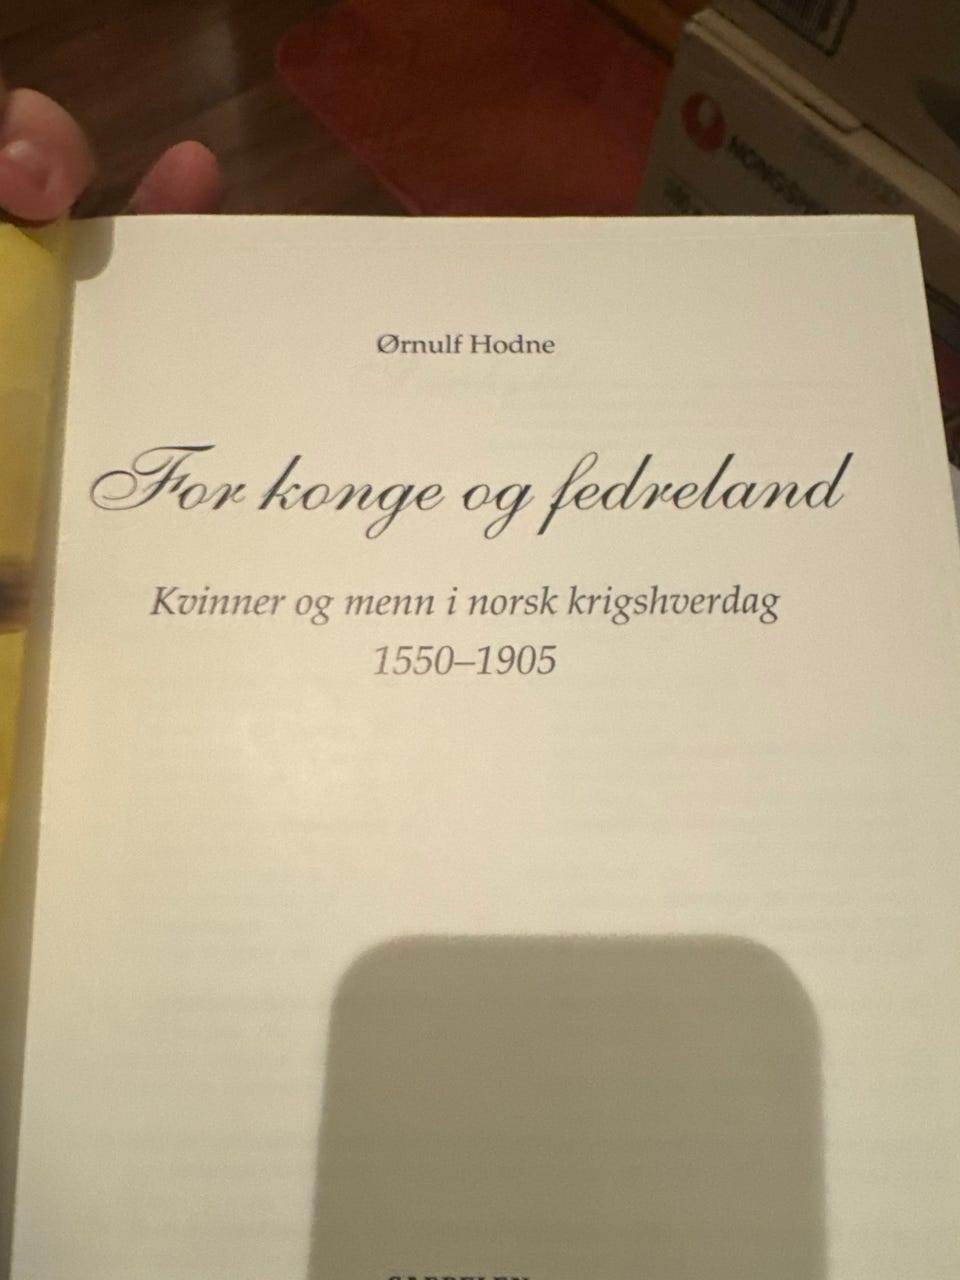 Ørnulf Hodne
For konge og fedreland
Kvinner og menn i norsk krigshverdag
1550–1905